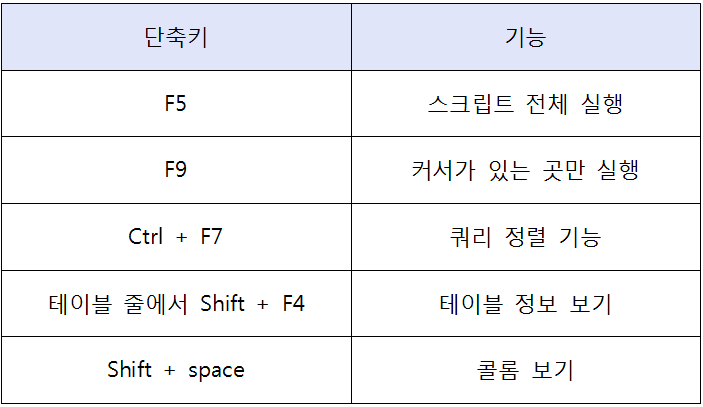 단축키 기능
F5 스크립트 전체 실행
F9 커서가 있는 곳만 실행
Ctrl + F7 쿼리 정렬 기능
테이블 줄에서 Shift + F4 테이블 정보 보기
Shift + space 콜롬 보기